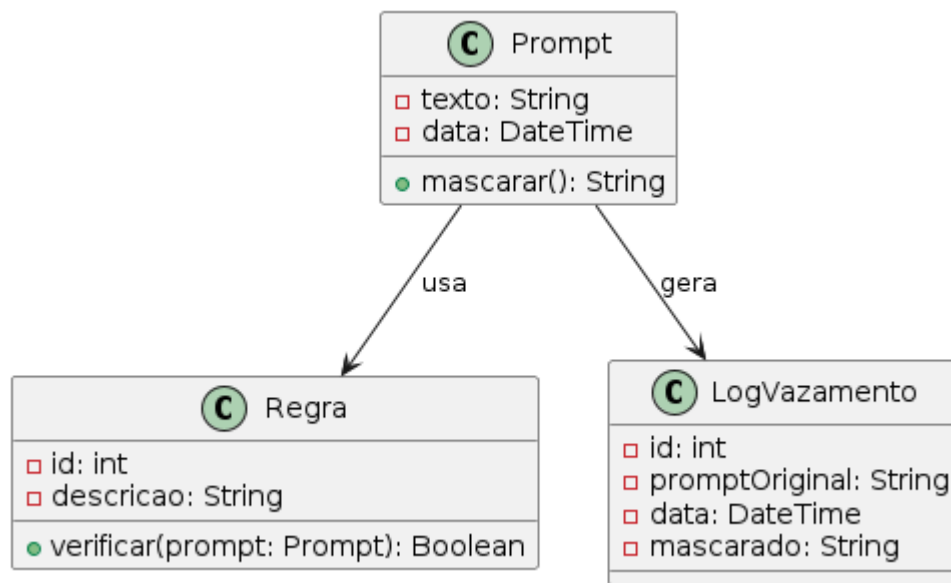 C Prompt
texto: String
data: DateTime
mascarar(): String
usa
gera
C Regra
id: int
descricao: String
verificar(prompt: Prompt): Boolean
C LogVazamento
id: int
promptOriginal: String
data: DateTime
mascarado: String